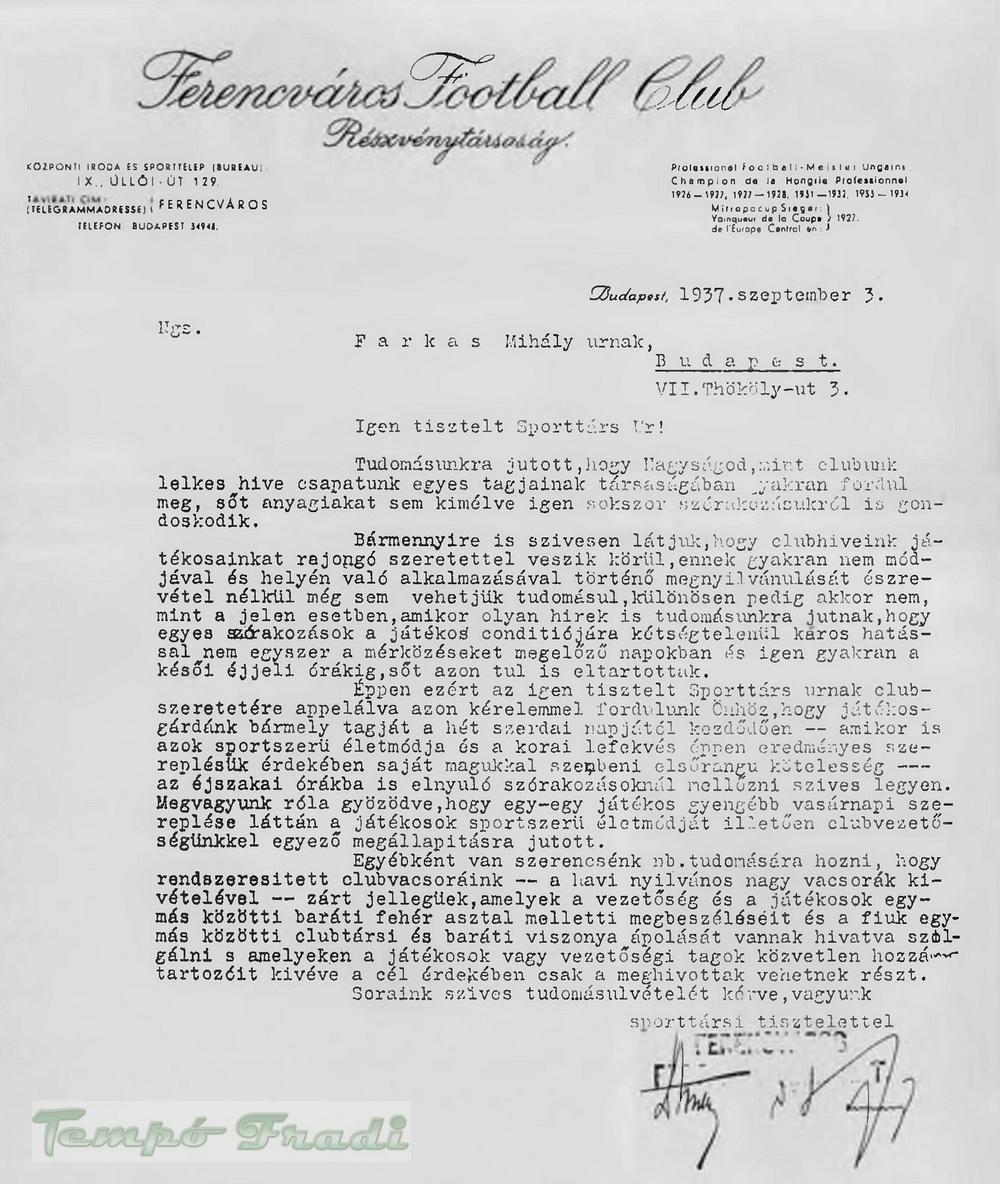 Ferencváros Football Club
Részvénytársaság.
KÖZPONTI IRODA ÉS SPORTTELEP (BUREAU)
IX., ÜLLŐI-ÚT 129.
TÁVIRATI CIM
(TELEGRAMMADRESSE) : FERENCVÁROS
TELEFON: BUDAPEST 34948.
Professionel Football-Meister Ungarns
Champion de la Hongrie Professionnel
1926-1927, 1927-1928, 1931-1932, 1933-1934
Mitropacup Sieger:
Vainqueur de la Coupe } 1927.
de l'Europe Central en:
Budapest, 1937.szeptember 3.
Ngs.
F a r k a s Mihály urnak,
B u d a p e s t.
VII.Thököly-ut 3.
Igen tisztelt Sporttárs Ur!
Tudomásunkra jutott,hogy Nagyságod,mint clubunk
lelkes hive csapatunk egyes tagjainak társaságában gyakran fordul
meg, sőt anyagiakat sem kimélve igen sokszor szórakozásukról is gon-
doskodik.
Bármennyire is szivesen látjuk,hogy clubhiveink já-
tékosainkat rajongó szeretettel veszik körül,ennek gyakran nem mód-
jával és helyén való alkalmazásával történő megnyilvánulását észre-
vétel nélkül még sem vehetjük tudomásul,különösen pedig akkor nem,
mint a jelen esetben,amikor olyan hirek is tudomásunkra jutnak,hogy
egyes szórakozások a játékos conditiójára kétségtelenül káros hatás-
sal nem egyszer a mérkőzéseket megelőző napokban és igen gyakran a
késői éjjeli órákig,sőt azon tul is eltartottak.
Éppen ezért az igen tisztelt Sporttárs urnak club-
szeretetére appelálva azon kérelemmel fordulunk Önhöz,hogy játékos-
gárdánk bármely tagját a hét szerdai napjától kezdődően -- amikor is
azok sportszerü életmódja és a korai lefekvés éppen eredményes sze-
replésük érdekében saját magukkal szembeni elsőrangu kötelesség ---
az éjszakai órákba is elnyuló szórakozásoknál mellőzni szives legyen.
Megvagyunk róla gyözödve,hogy egy-egy játékos gyengébb vasárnapi sze-
replése láttán a játékosok sportszerü életmódját illetően clubvezető-
ségünkkel egyező megállapitásra jutott.
Egyébként van szerencsénk nb.tudomására hozni, hogy
rendszeresitett clubvacsoráink -- a havi nyilvános nagy vacsorák ki-
vételével -- zárt jellegüek,amelyek a vezetőség és a játékosok egy-
más közötti baráti fehér asztal melletti megbeszéléséit és a fiuk egy-
más közötti clubtársi és baráti viszonya ápolását vannak hivatva szol-
gálni s amelyeken a játékosok vagy vezetőségi tagok közvetlen hozzá-
tartozóit kivéve a cél érdekében csak a meghivottak vehetnek részt.
Soraink szives tudomásulvételét kérve,vagyunk
sporttársi tisztelettel
Tempó Fradi